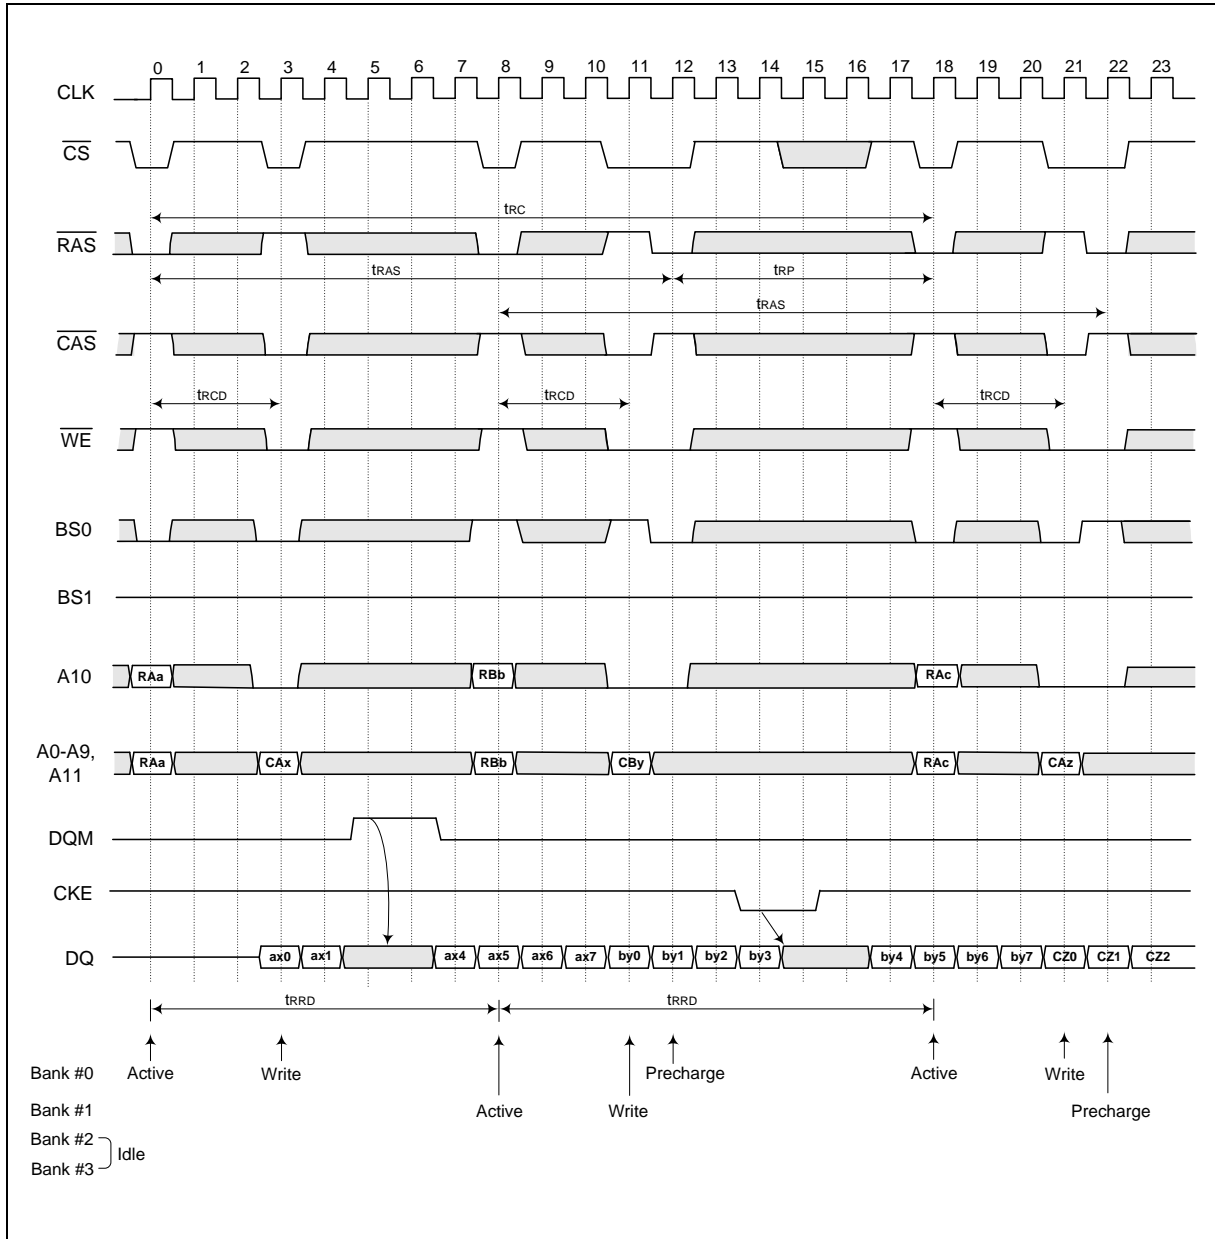 0 1 2 3 4 5 6 7 8 9 10 11 12 13 14 15 16 17 18 19 20 21 22 23
CLK
CS
tRC
RAS
tRAS tRP
tRAS
CAS
tRCD tRCD tRCD
WE
BS0
BS1
A10 RAa RBb RAc
A0-A9,
A11 RAa CAx RBb CBy RAc CAz
DQM
CKE
DQ ax0 ax1 ax4 ax5 ax6 ax7 by0 by1 by2 by3 by4 by5 by6 by7 CZ0 CZ1 CZ2
tRRD tRRD
Bank #0 Active Write Precharge Active Write
Bank #1 Active Write Precharge
Bank #2
Idle
Bank #3